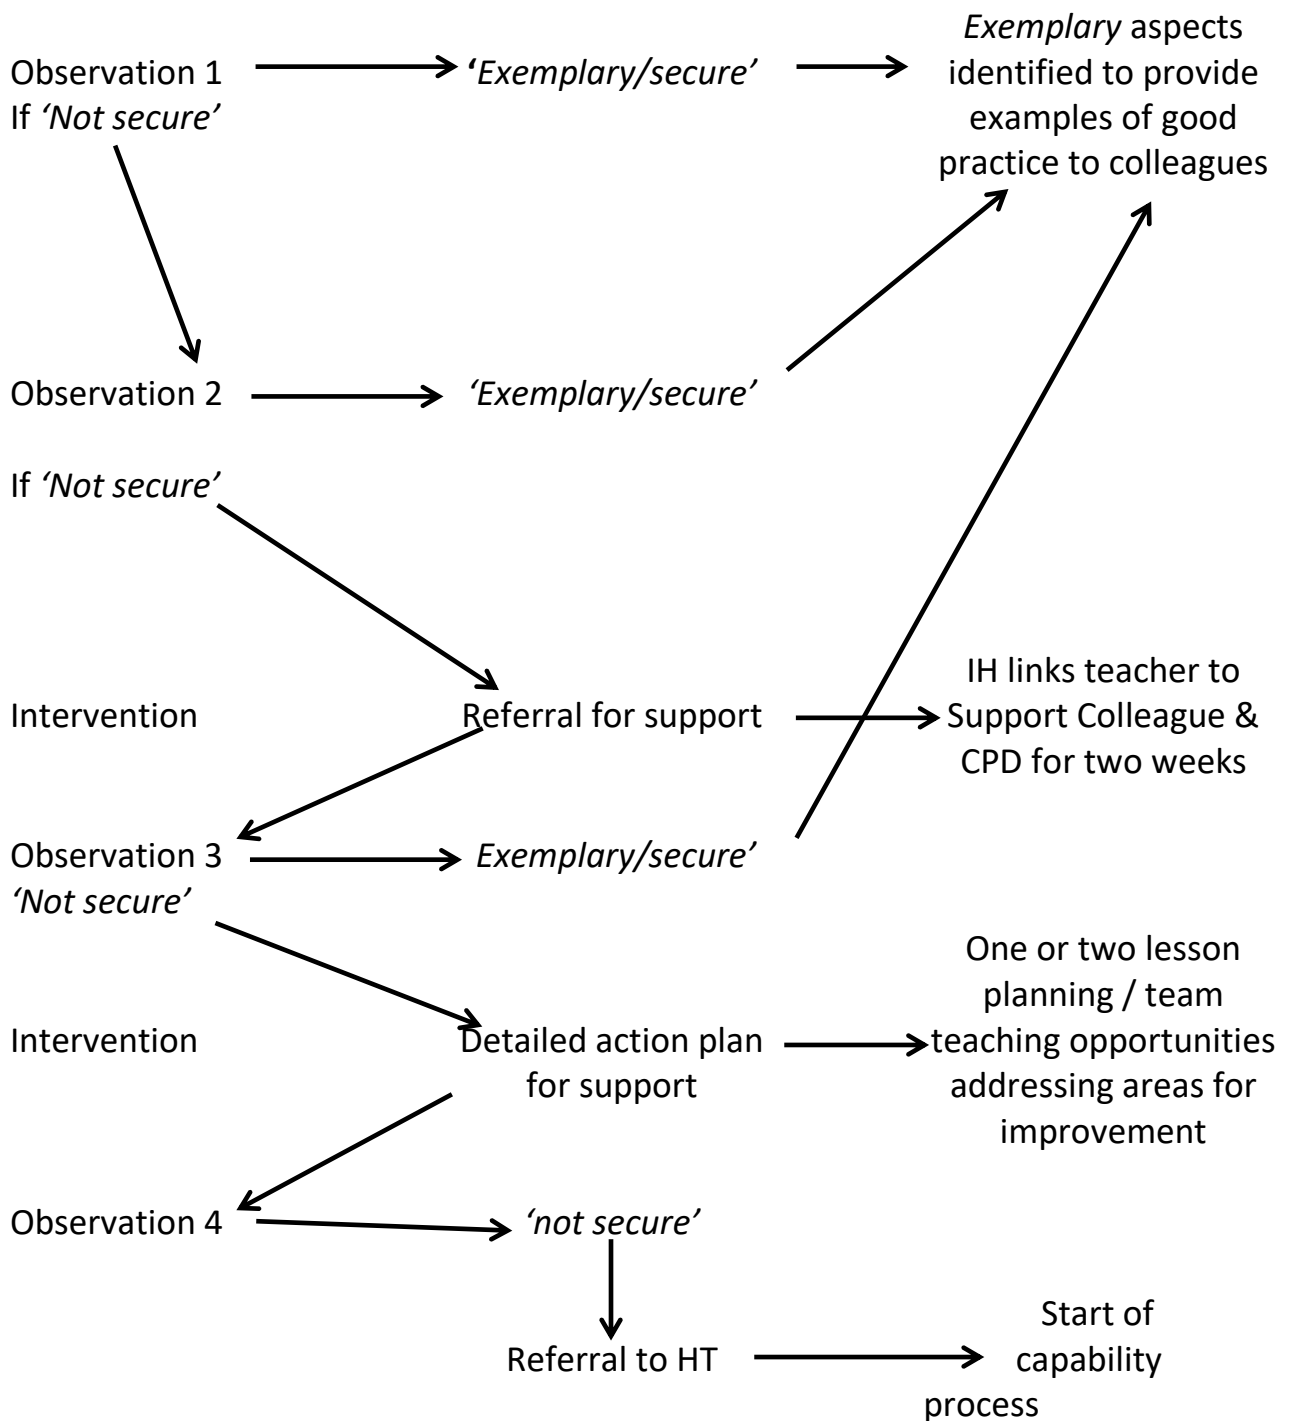 Observation 1
If ‘Not secure’
‘Exemplary/secure’
Exemplary aspects
identified to provide
examples of good
practice to colleagues
Observation 2
‘Exemplary/secure’
If ‘Not secure’
Intervention
Referral for support
IH links teacher to
Support Colleague &
CPD for two weeks
Observation 3
‘Not secure’
Exemplary/secure’
Intervention
Detailed action plan
for support
One or two lesson
planning / team
teaching opportunities
addressing areas for
improvement
Observation 4
‘not secure’
Referral to HT
Start of
capability
process